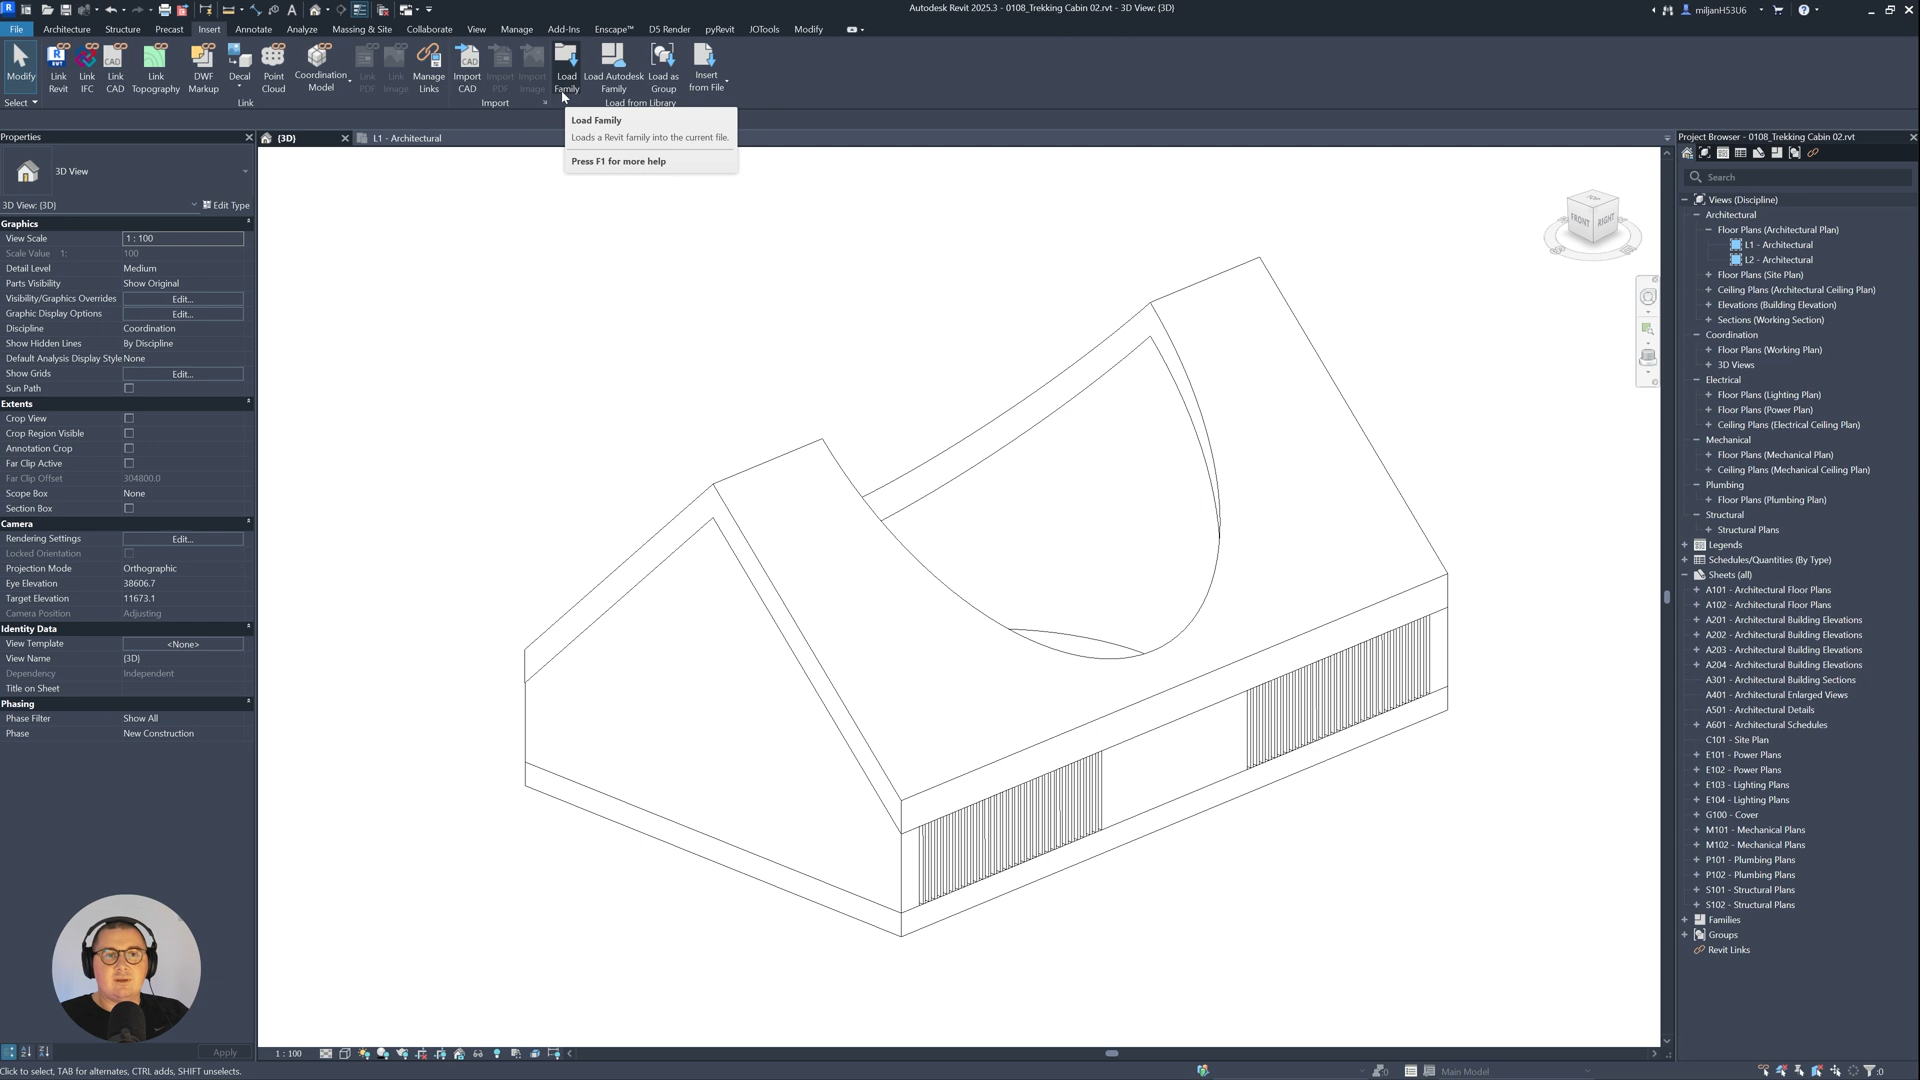 Autodesk Revit 2025.3 - 0108_Trekking Cabin 02.rvt - 3D View: {3D}
miljanH53U6
File Architecture Structure Precast Insert Annotate Analyze Massing & Site Collaborate View Manage Add-Ins Enscape™ D5 Render pyRevit JOTools Modify
Modify
Link Revit
Link IFC
Link CAD
Link Topography
DWF Markup
Decal
Point Cloud
Coordination Model
Link PDF
Link Image
Manage Links
Import CAD
Import PDF
Import Image
Load Family
Load Autodesk Family
Load as Group
Insert from File
Select
Link
Import
Load from Library
Load Family
Loads a Revit family into the current file.
Press F1 for more help
Properties
{3D}
L1 - Architectural
Project Browser - 0108_Trekking Cabin 02.rvt
3D View
3D View: {3D}
Edit Type
Graphics
View Scale 1 : 100
Scale Value 1: 100
Detail Level Medium
Parts Visibility Show Original
Visibility/Graphics Overrides Edit...
Graphic Display Options Edit...
Discipline Coordination
Show Hidden Lines By Discipline
Default Analysis Display Style None
Show Grids Edit...
Sun Path
Extents
Crop View
Crop Region Visible
Annotation Crop
Far Clip Active
Far Clip Offset 304800.0
Scope Box None
Section Box
Camera
Rendering Settings Edit...
Locked Orientation
Projection Mode Orthographic
Eye Elevation 38606.7
Target Elevation 11673.1
Camera Position Adjusting
Identity Data
View Template <None>
View Name {3D}
Dependency Independent
Title on Sheet
Phasing
Phase Filter Show All
Phase New Construction
Apply
FRONT
RIGHT
Search
Views (Discipline)
Architectural
Floor Plans (Architectural Plan)
L1 - Architectural
L2 - Architectural
Floor Plans (Site Plan)
Ceiling Plans (Architectural Ceiling Plan)
Elevations (Building Elevation)
Sections (Working Section)
Coordination
Floor Plans (Working Plan)
3D Views
Electrical
Floor Plans (Lighting Plan)
Floor Plans (Power Plan)
Ceiling Plans (Electrical Ceiling Plan)
Mechanical
Floor Plans (Mechanical Plan)
Ceiling Plans (Mechanical Ceiling Plan)
Plumbing
Floor Plans (Plumbing Plan)
Structural
Structural Plans
Legends
Schedules/Quantities (By Type)
Sheets (all)
A101 - Architectural Floor Plans
A102 - Architectural Floor Plans
A201 - Architectural Building Elevations
A202 - Architectural Building Elevations
A203 - Architectural Building Elevations
A204 - Architectural Building Elevations
A301 - Architectural Building Sections
A401 - Architectural Enlarged Views
A501 - Architectural Details
A601 - Architectural Schedules
C101 - Site Plan
E101 - Power Plans
E102 - Power Plans
E103 - Lighting Plans
E104 - Lighting Plans
G100 - Cover
M101 - Mechanical Plans
M102 - Mechanical Plans
P101 - Plumbing Plans
P102 - Plumbing Plans
S101 - Structural Plans
S102 - Structural Plans
Families
Groups
Revit Links
1 : 100
Click to select, TAB for alternates, CTRL adds, SHIFT unselects.
:0
Main Model
:0